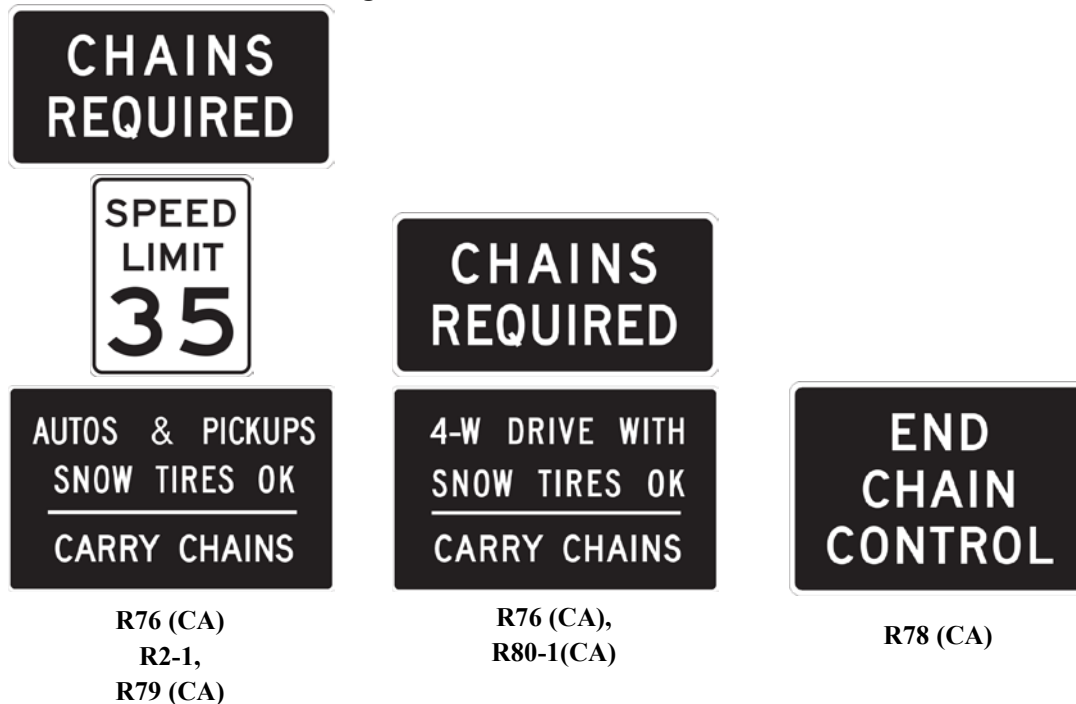 CHAINS
REQUIRED
SPEED
LIMIT
35
AUTOS & PICKUPS
SNOW TIRES OK
CARRY CHAINS
R76 (CA)
R2-1,
R79 (CA)
CHAINS
REQUIRED
4-W DRIVE WITH
SNOW TIRES OK
CARRY CHAINS
R76 (CA),
R80-1(CA)
END
CHAIN
CONTROL
R78 (CA)